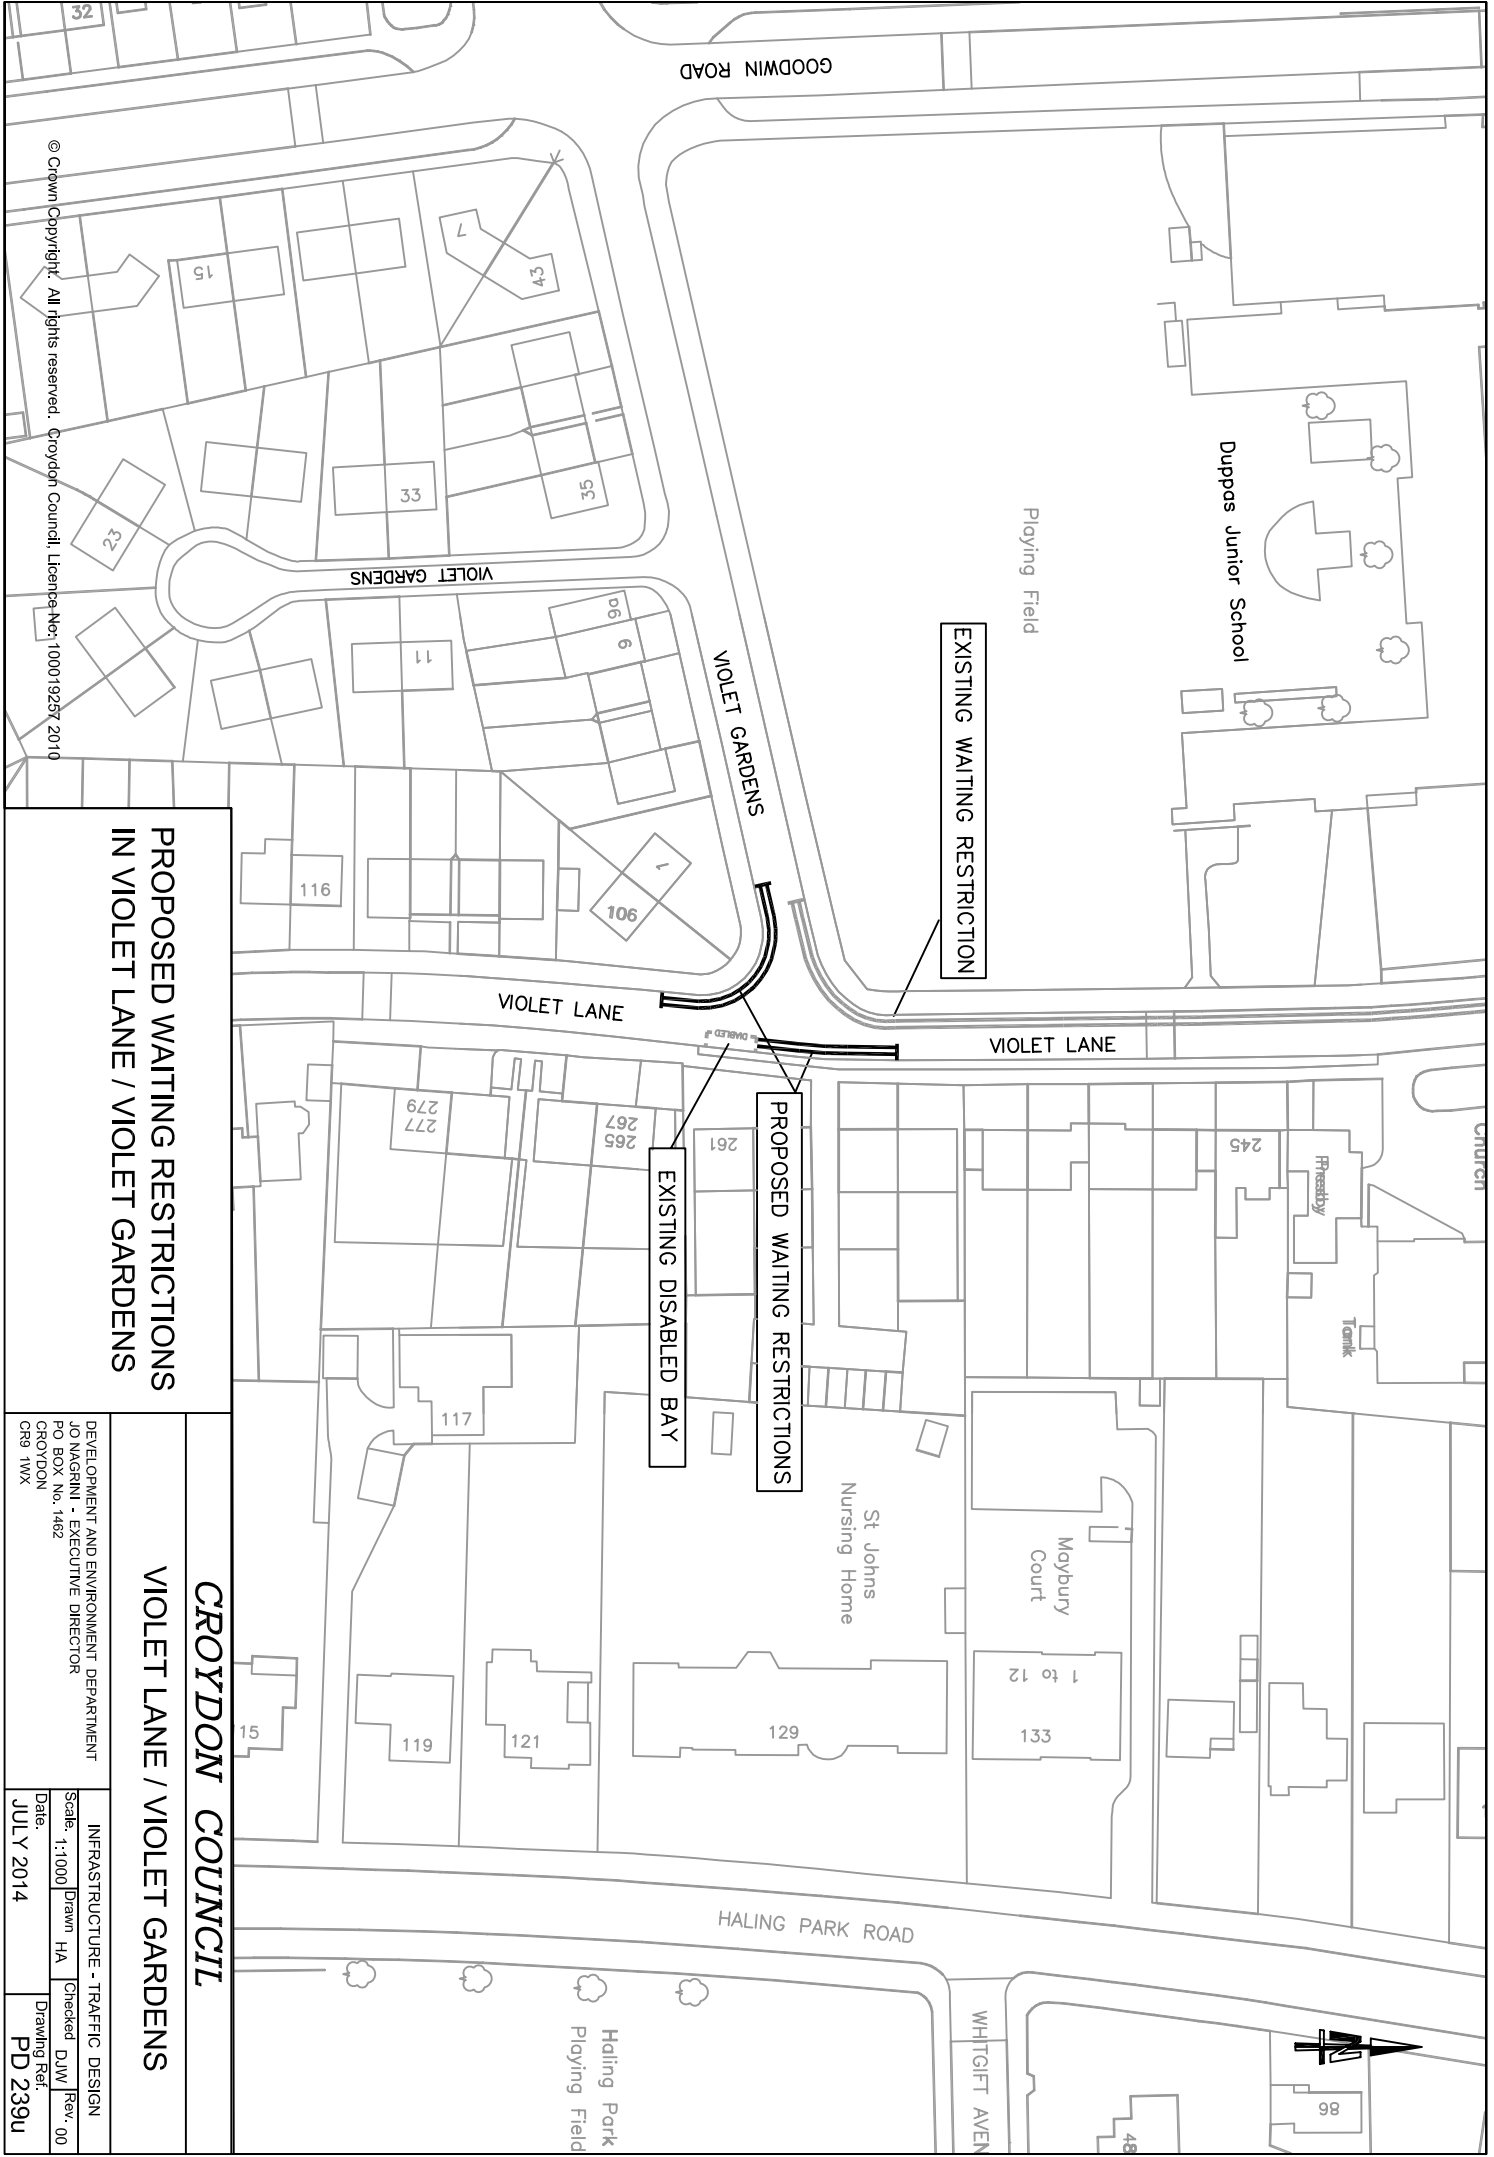 32
GOODWIN ROAD
7
43
15
35
33
23
VIOLET GARDENS
9a
9
11
Playing Field
Duppas Junior School
VIOLET GARDENS
EXISTING WAITING RESTRICTION
1
106
116
VIOLET LANE
VIOLET LANE
DIABLED
PROPOSED WAITING RESTRICTIONS
EXISTING DISABLED BAY
279
277
267
265
261
245
Presby
Tank
Church
117
St Johns
Nursing Home
Maybury
Court
1 to 12
133
129
121
119
15
HALING PARK ROAD
WHITGIFT AVEN
Haling Park
Playing Field
N
86
48
© Crown Copyright. All rights reserved. Croydon Council, Licence No: 100019257 2010
PROPOSED WAITING RESTRICTIONS
IN VIOLET LANE / VIOLET GARDENS
CROYDON COUNCIL
VIOLET LANE / VIOLET GARDENS
DEVELOPMENT AND ENVIRONMENT DEPARTMENT
JO NAGRINI - EXECUTIVE DIRECTOR
PO BOX No. 1462
CROYDON
CR9 1WX
INFRASTRUCTURE - TRAFFIC DESIGN
Scale. 1:1000 Drawn HA Checked DJW Rev. 00
Date. Drawing Ref.
JULY 2014 PD 239u